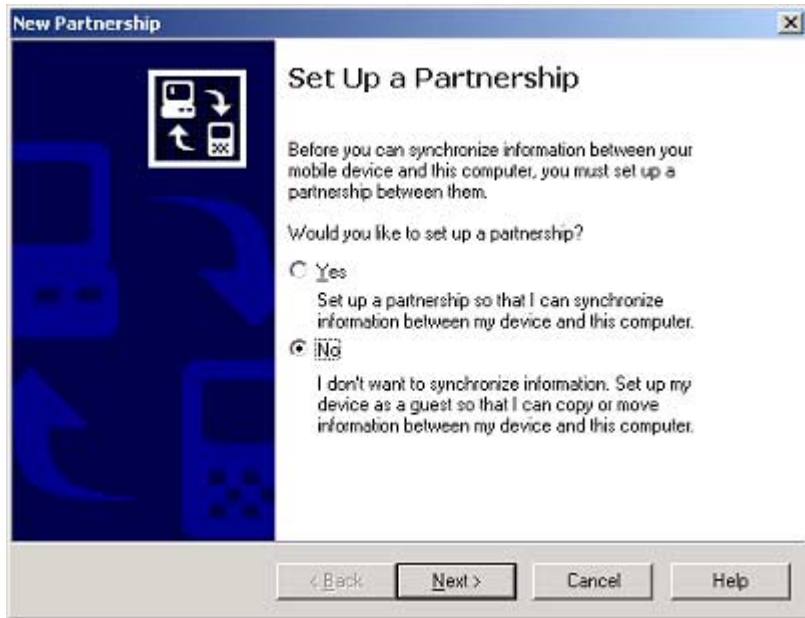 New Partnership
Set Up a Partnership
Before you can synchronize information between your
mobile device and this computer, you must set up a
partnership between them.
Would you like to set up a partnership?
Yes
Set up a partnership so that I can synchronize
information between my device and this computer.
No
I don't want to synchronize information. Set up my
device as a guest so that I can copy or move
information between my device and this computer.
< Back Next > Cancel Help